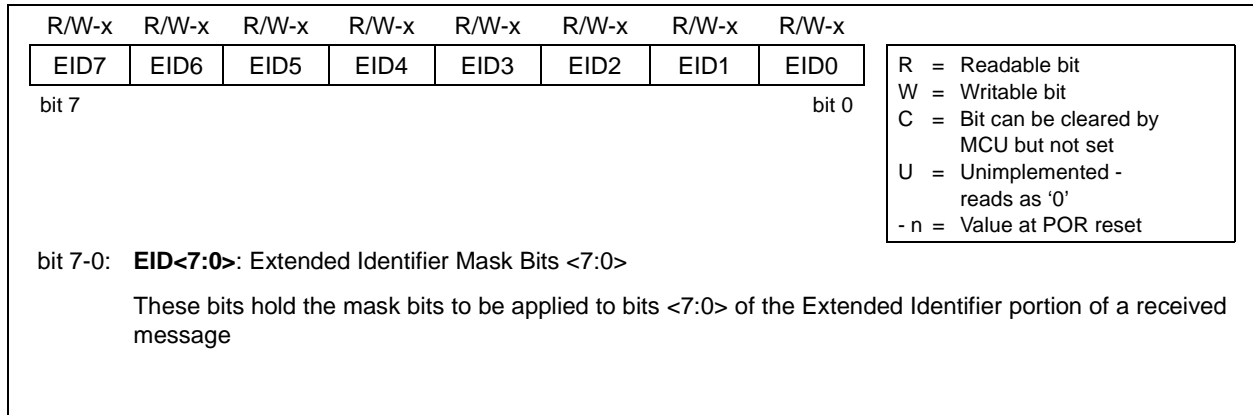 R/W-x R/W-x R/W-x R/W-x R/W-x R/W-x R/W-x R/W-x
EID7 EID6 EID5 EID4 EID3 EID2 EID1 EID0
bit 7 bit 0
R = Readable bit
W = Writable bit
C = Bit can be cleared by
MCU but not set
U = Unimplemented -
reads as ‘0’
- n = Value at POR reset
bit 7-0: EID<7:0>: Extended Identifier Mask Bits <7:0>
These bits hold the mask bits to be applied to bits <7:0> of the Extended Identifier portion of a received
message